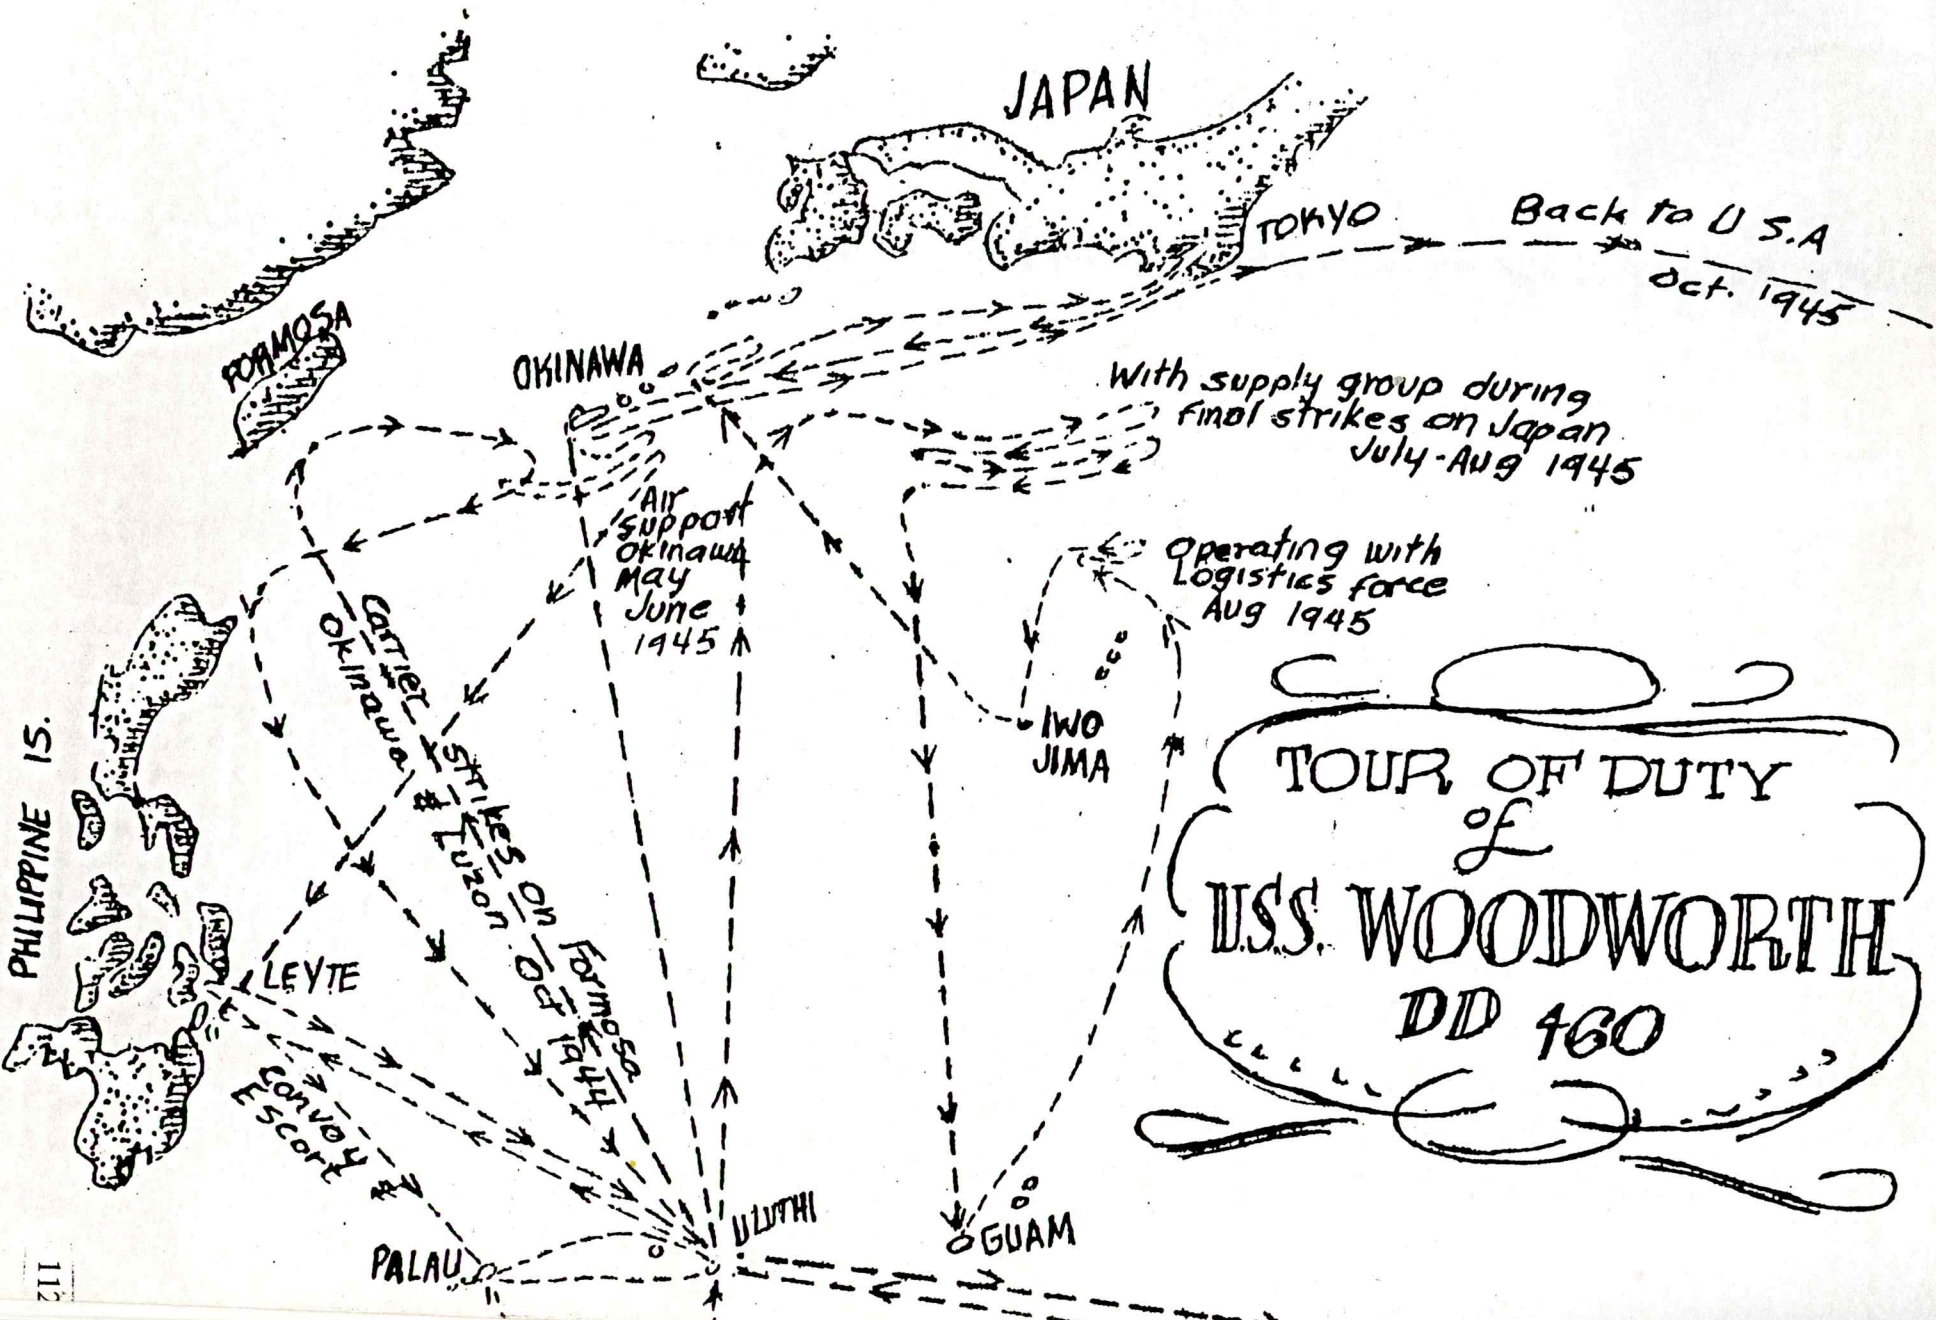 JAPAN
TOKYO
Back to U S.A
Oct. 1945
FORMOSA
OKINAWA
With supply group during
final strikes on Japan
July-Aug 1945
Air
support
Okinawa
May
June
1945
Operating with
Logistics force
Aug 1945
Carrier strikes on Formosa
Okinawa & Luzon Oct 1944
IWO
JIMA
PHILIPPINE IS.
LEYTE
Convoy &
Escort
PALAU
ULUTHI
GUAM
TOUR OF DUTY
of
U.S.S. WOODWORTH
DD 460
112